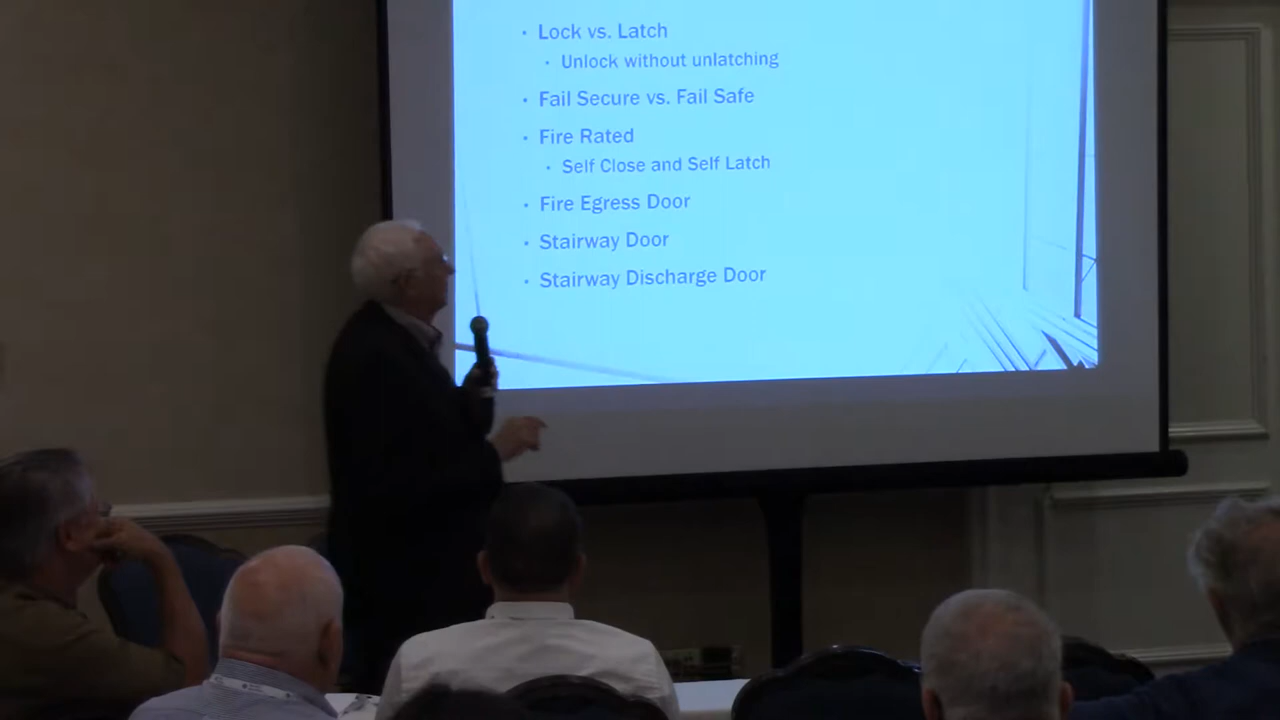 • Lock vs. Latch
• Unlock without unlatching
• Fail Secure vs. Fail Safe
• Fire Rated
• Self Close and Self Latch
• Fire Egress Door
• Stairway Door
• Stairway Discharge Door